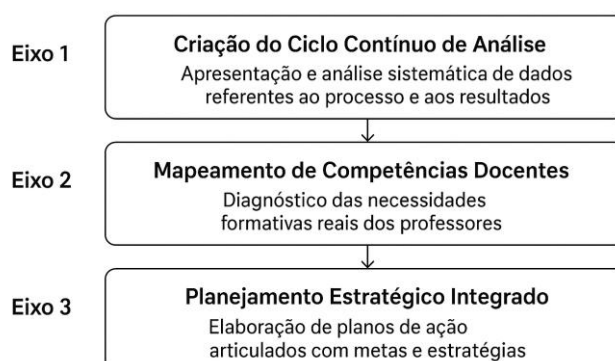 Eixo 1
Criação do Ciclo Contínuo de Análise
Apresentação e análise sistemática de dados
referentes ao processo e aos resultados
Eixo 2
Mapeamento de Competências Docentes
Diagnóstico das necessidades
formativas reais dos professores
Eixo 3
Planejamento Estratégico Integrado
Elaboração de planos de ação
articulados com metas e estratégias